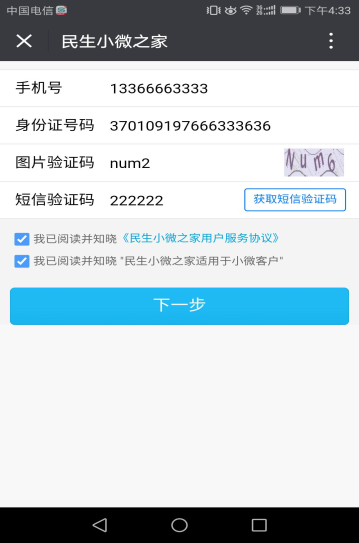 中国电信 下午4:33
民生小微之家
手机号 13366663333
身份证号码 370109197666333636
图片验证码 num2 Num6
短信验证码 222222 获取短信验证码
我已阅读并知晓《民生小微之家用户服务协议》
我已阅读并知晓 "民生小微之家适用于小微客户"
下一步